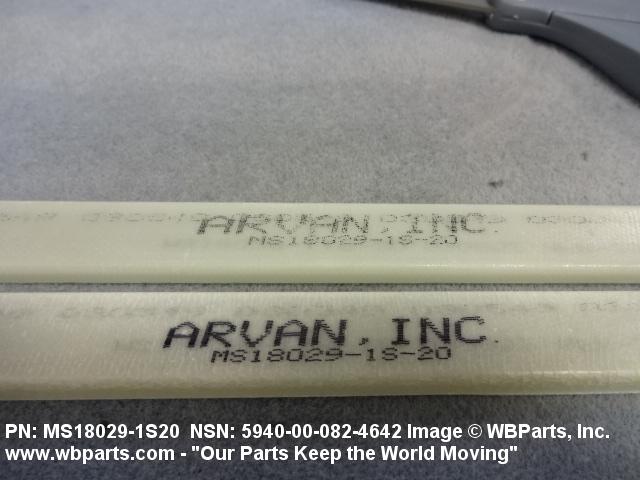 ARVAN, INC.
MS18029-1S-20
ARVAN, INC.
MS18029-1S-20
PN: MS18029-1S20 NSN: 5940-00-082-4642 Image © WBParts, Inc.
www.wbparts.com - "Our Parts Keep the World Moving"